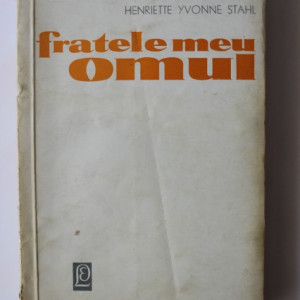 HENRIETTE YVONNE STAHL
fratele meu
omul